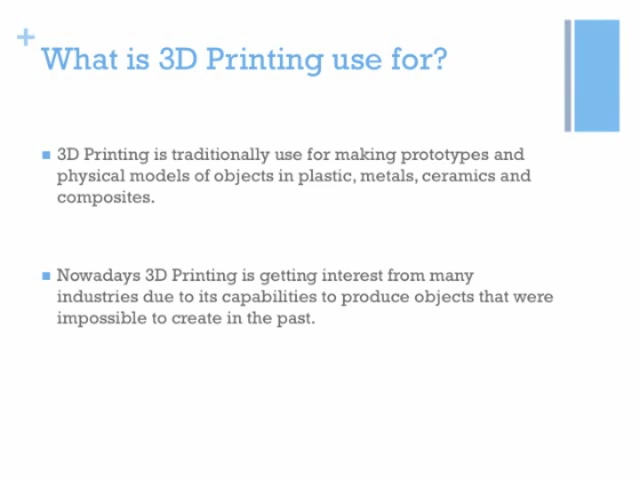 +
What is 3D Printing use for?
3D Printing is traditionally use for making prototypes and
physical models of objects in plastic, metals, ceramics and
composites.
Nowadays 3D Printing is getting interest from many
industries due to its capabilities to produce objects that were
impossible to create in the past.